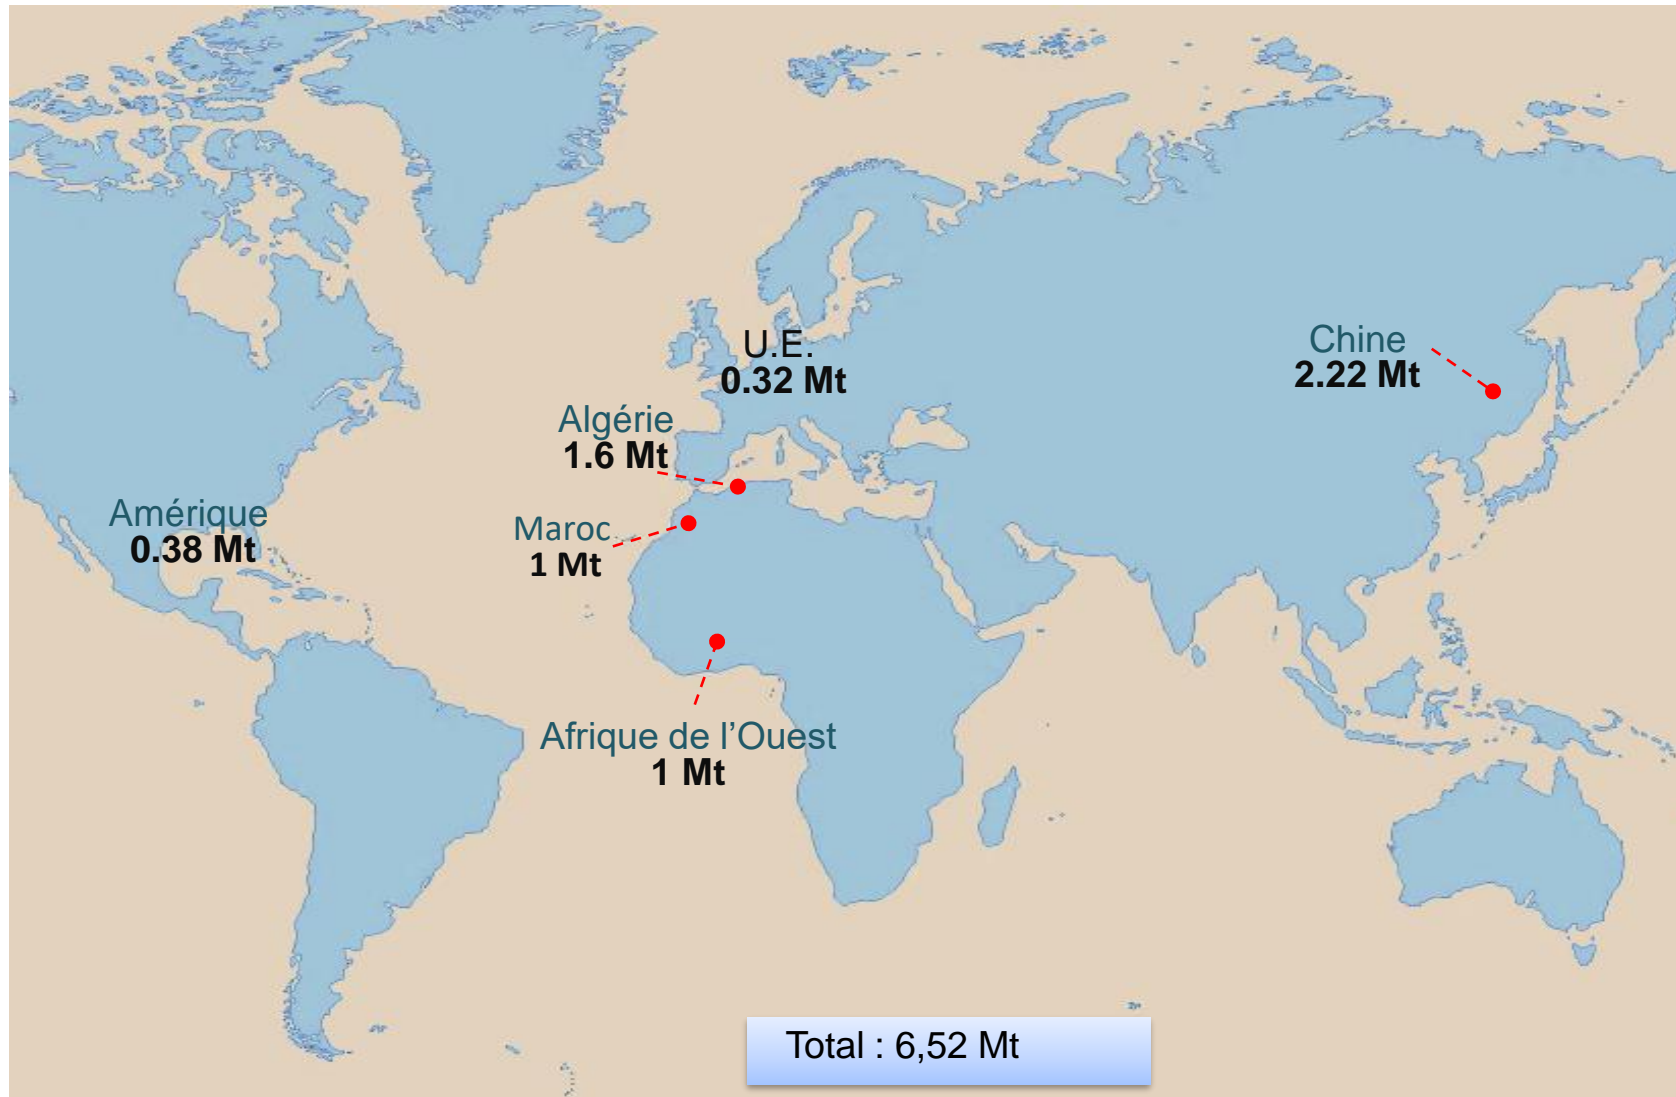 U.E.
0.32 Mt
Chine
2.22 Mt
Algérie
1.6 Mt
Amérique
0.38 Mt
Maroc
1 Mt
Afrique de l’Ouest
1 Mt
Total : 6,52 Mt